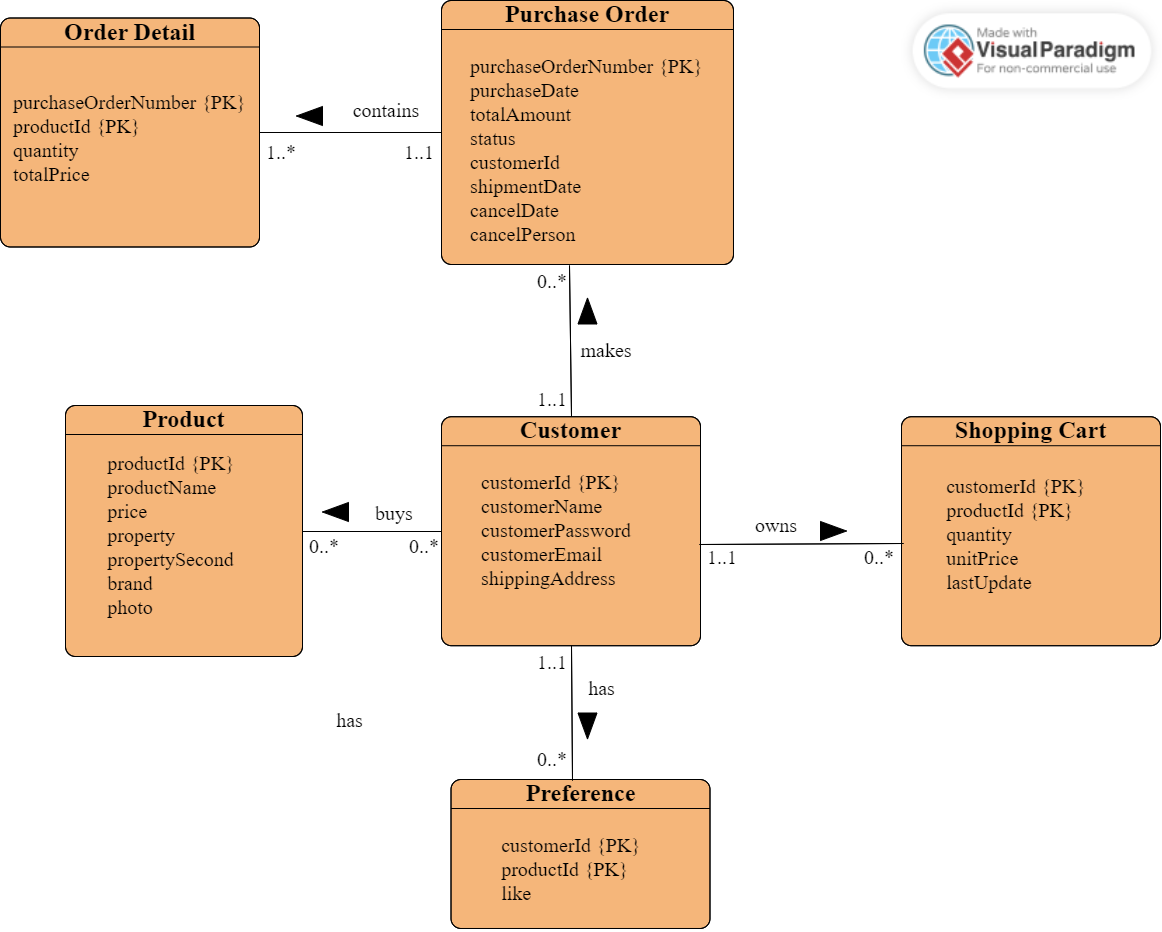 Order Detail
purchaseOrderNumber {PK}
productId {PK}
quantity
totalPrice
contains
1..*
1..1
Purchase Order
purchaseOrderNumber {PK}
purchaseDate
totalAmount
status
customerId
shipmentDate
cancelDate
cancelPerson
Made with
VisualParadigm
For non-commercial use
0..*
makes
1..1
Product
productId {PK}
productName
price
property
propertySecond
brand
photo
buys
0..*
0..*
Customer
customerId {PK}
customerName
customerPassword
customerEmail
shippingAddress
owns
1..1
0..*
Shopping Cart
customerId {PK}
productId {PK}
quantity
unitPrice
lastUpdate
1..1
has
has
0..*
Preference
customerId {PK}
productId {PK}
like